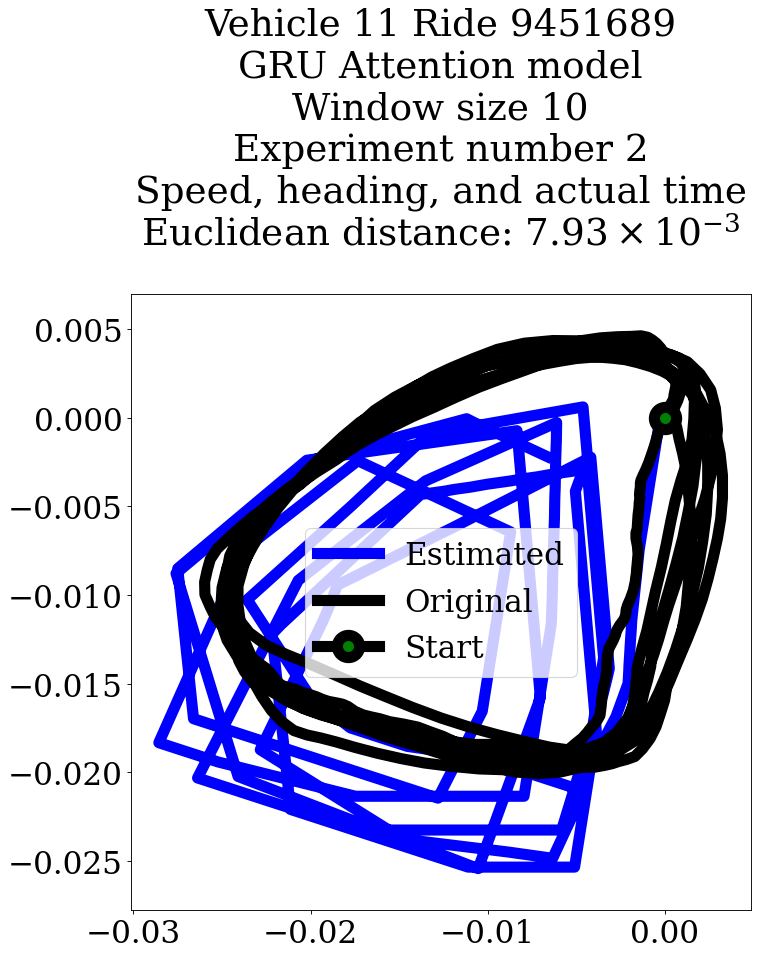 Vehicle 11 Ride 9451689
GRU Attention model
Window size 10
Experiment number 2
Speed, heading, and actual time
Euclidean distance: $7.93 \times 10^{-3}$
0.005
0.000
−0.005
−0.010
−0.015
−0.020
−0.025
Estimated
Original
Start
−0.03
−0.02
−0.01
0.00